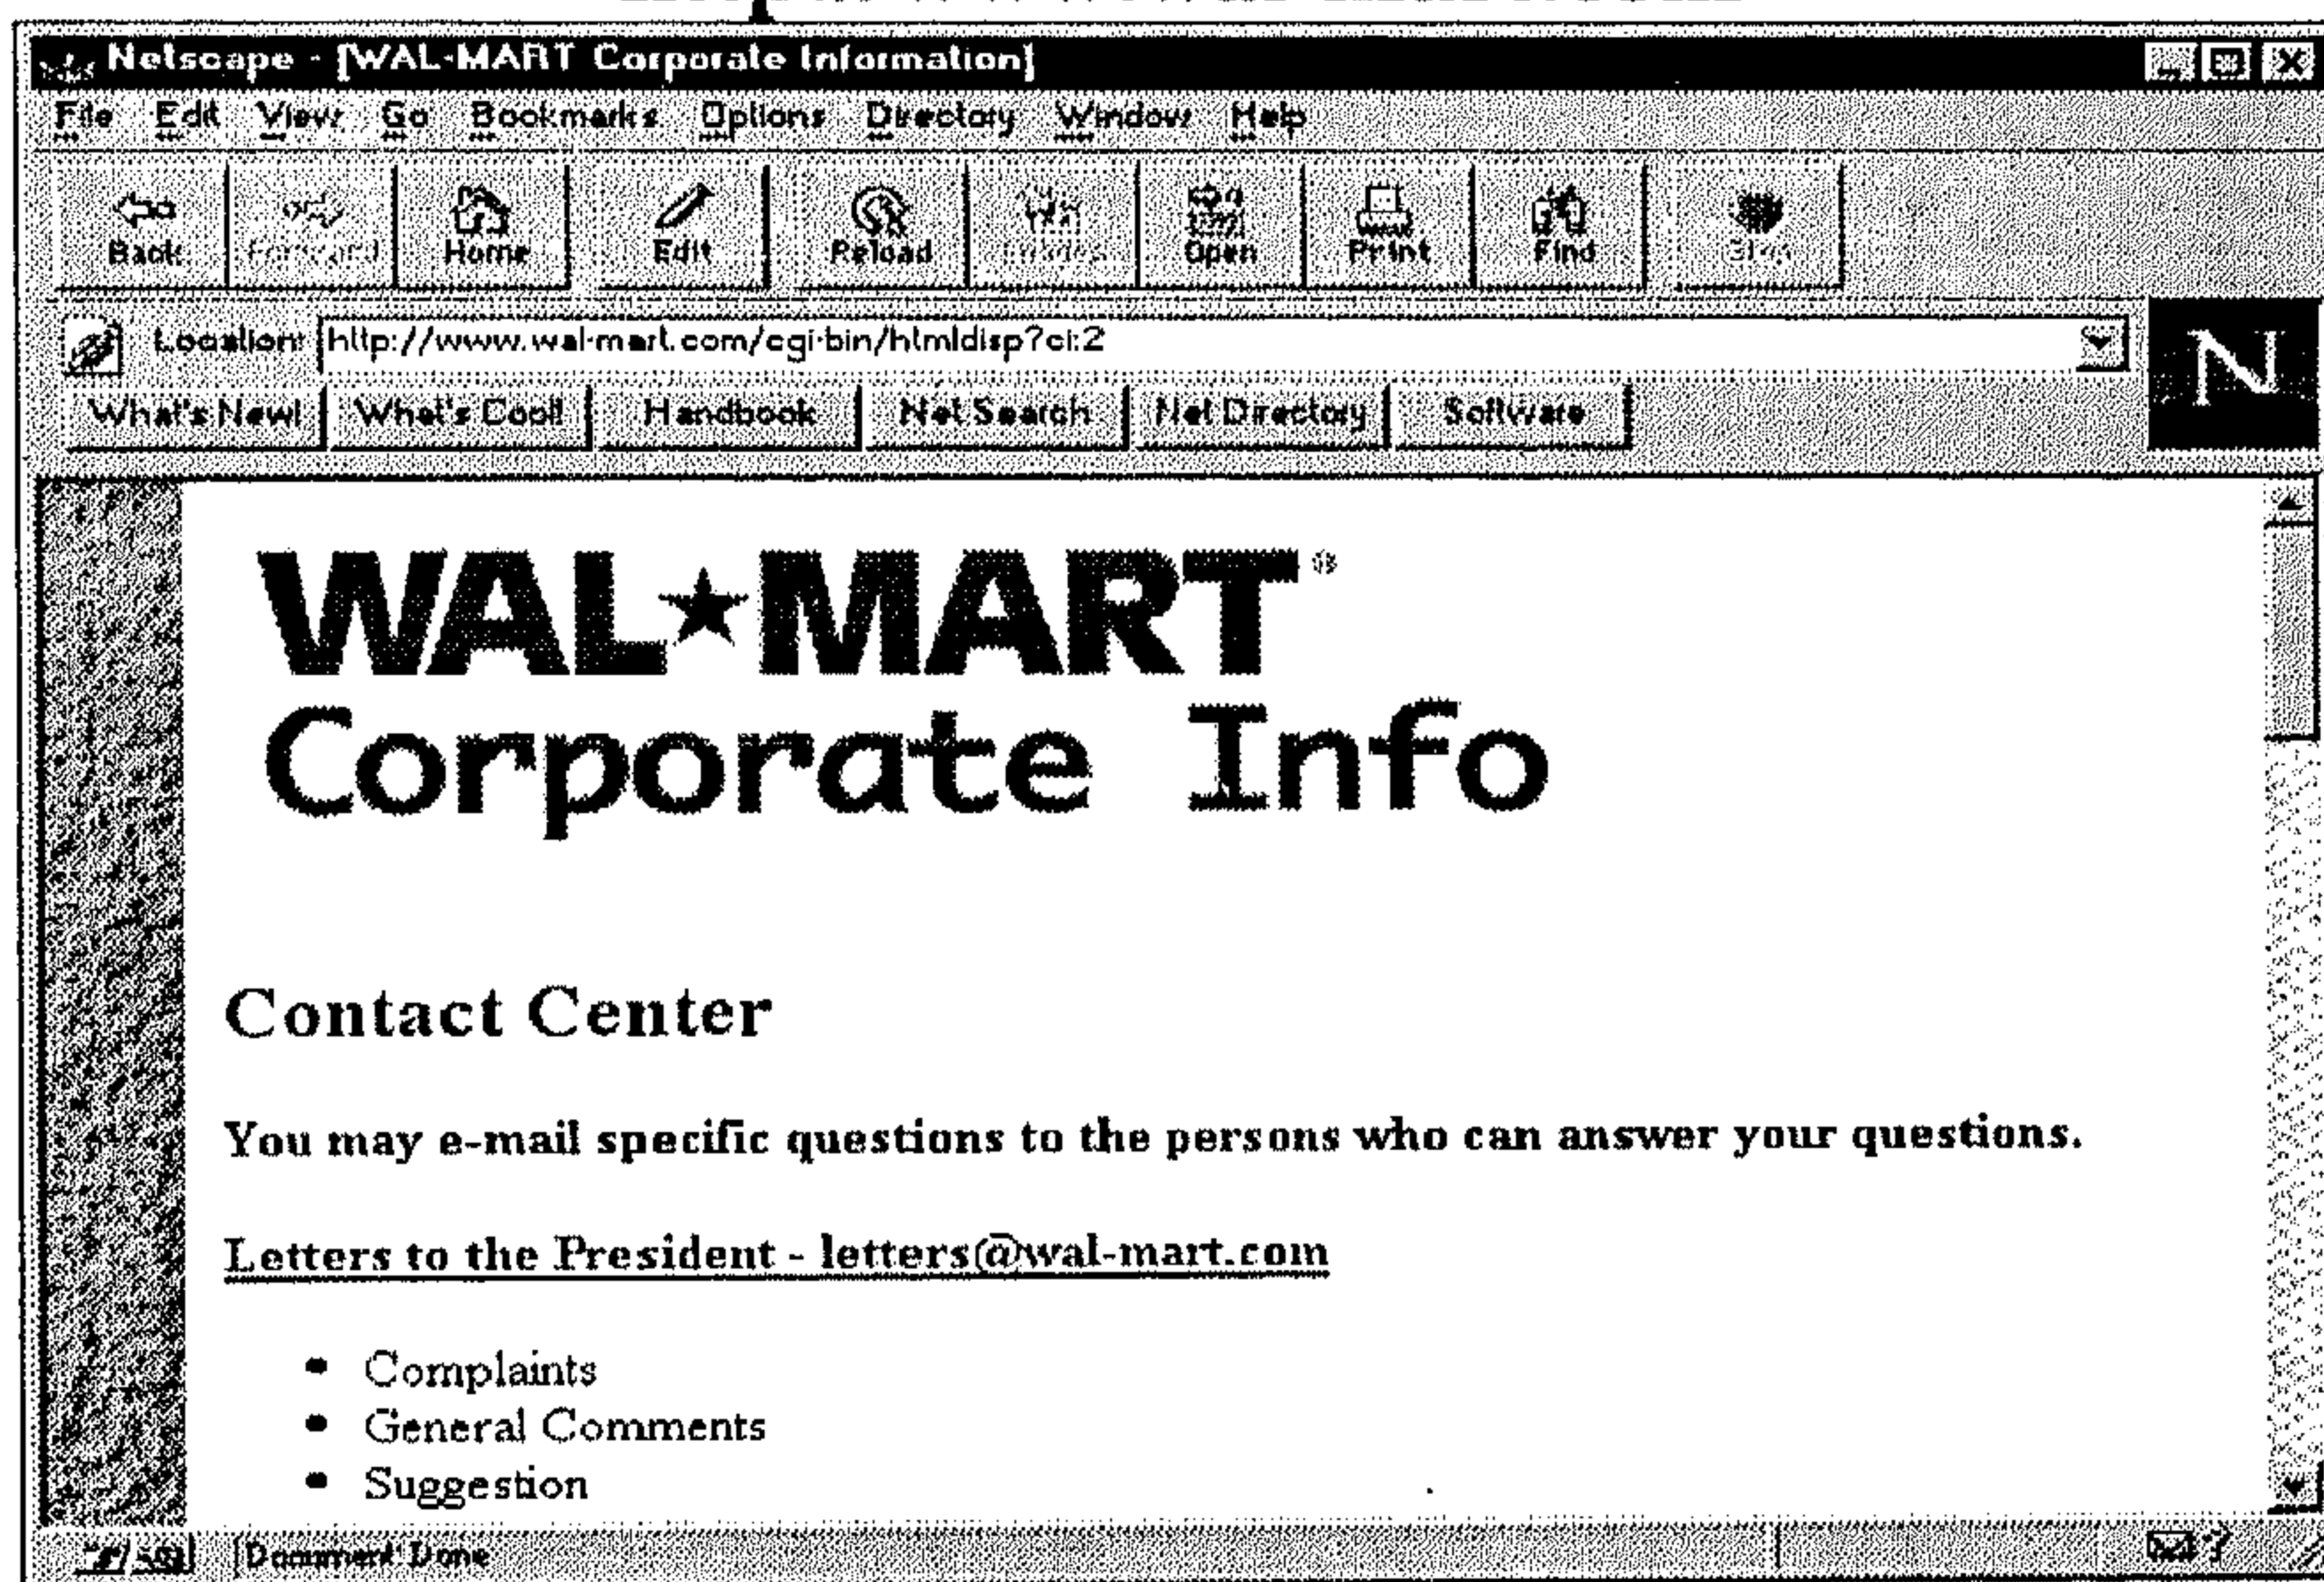 Netscape - [WAL-MART Corporate Information]
File Edit View Go Bookmarks Options Directory Window Help
Back Forward Home Edit Reload Images Open Print Find Stop
Location: http://www.wal-mart.com/cgi-bin/htmldisp?ci:2
N
What's New! What's Cool! Handbook Net Search Net Directory Software
WAL★MART®
Corporate Info
Contact Center
You may e-mail specific questions to the persons who can answer your questions.
Letters to the President - letters@wal-mart.com
• Complaints
• General Comments
• Suggestion
Document: Done
?